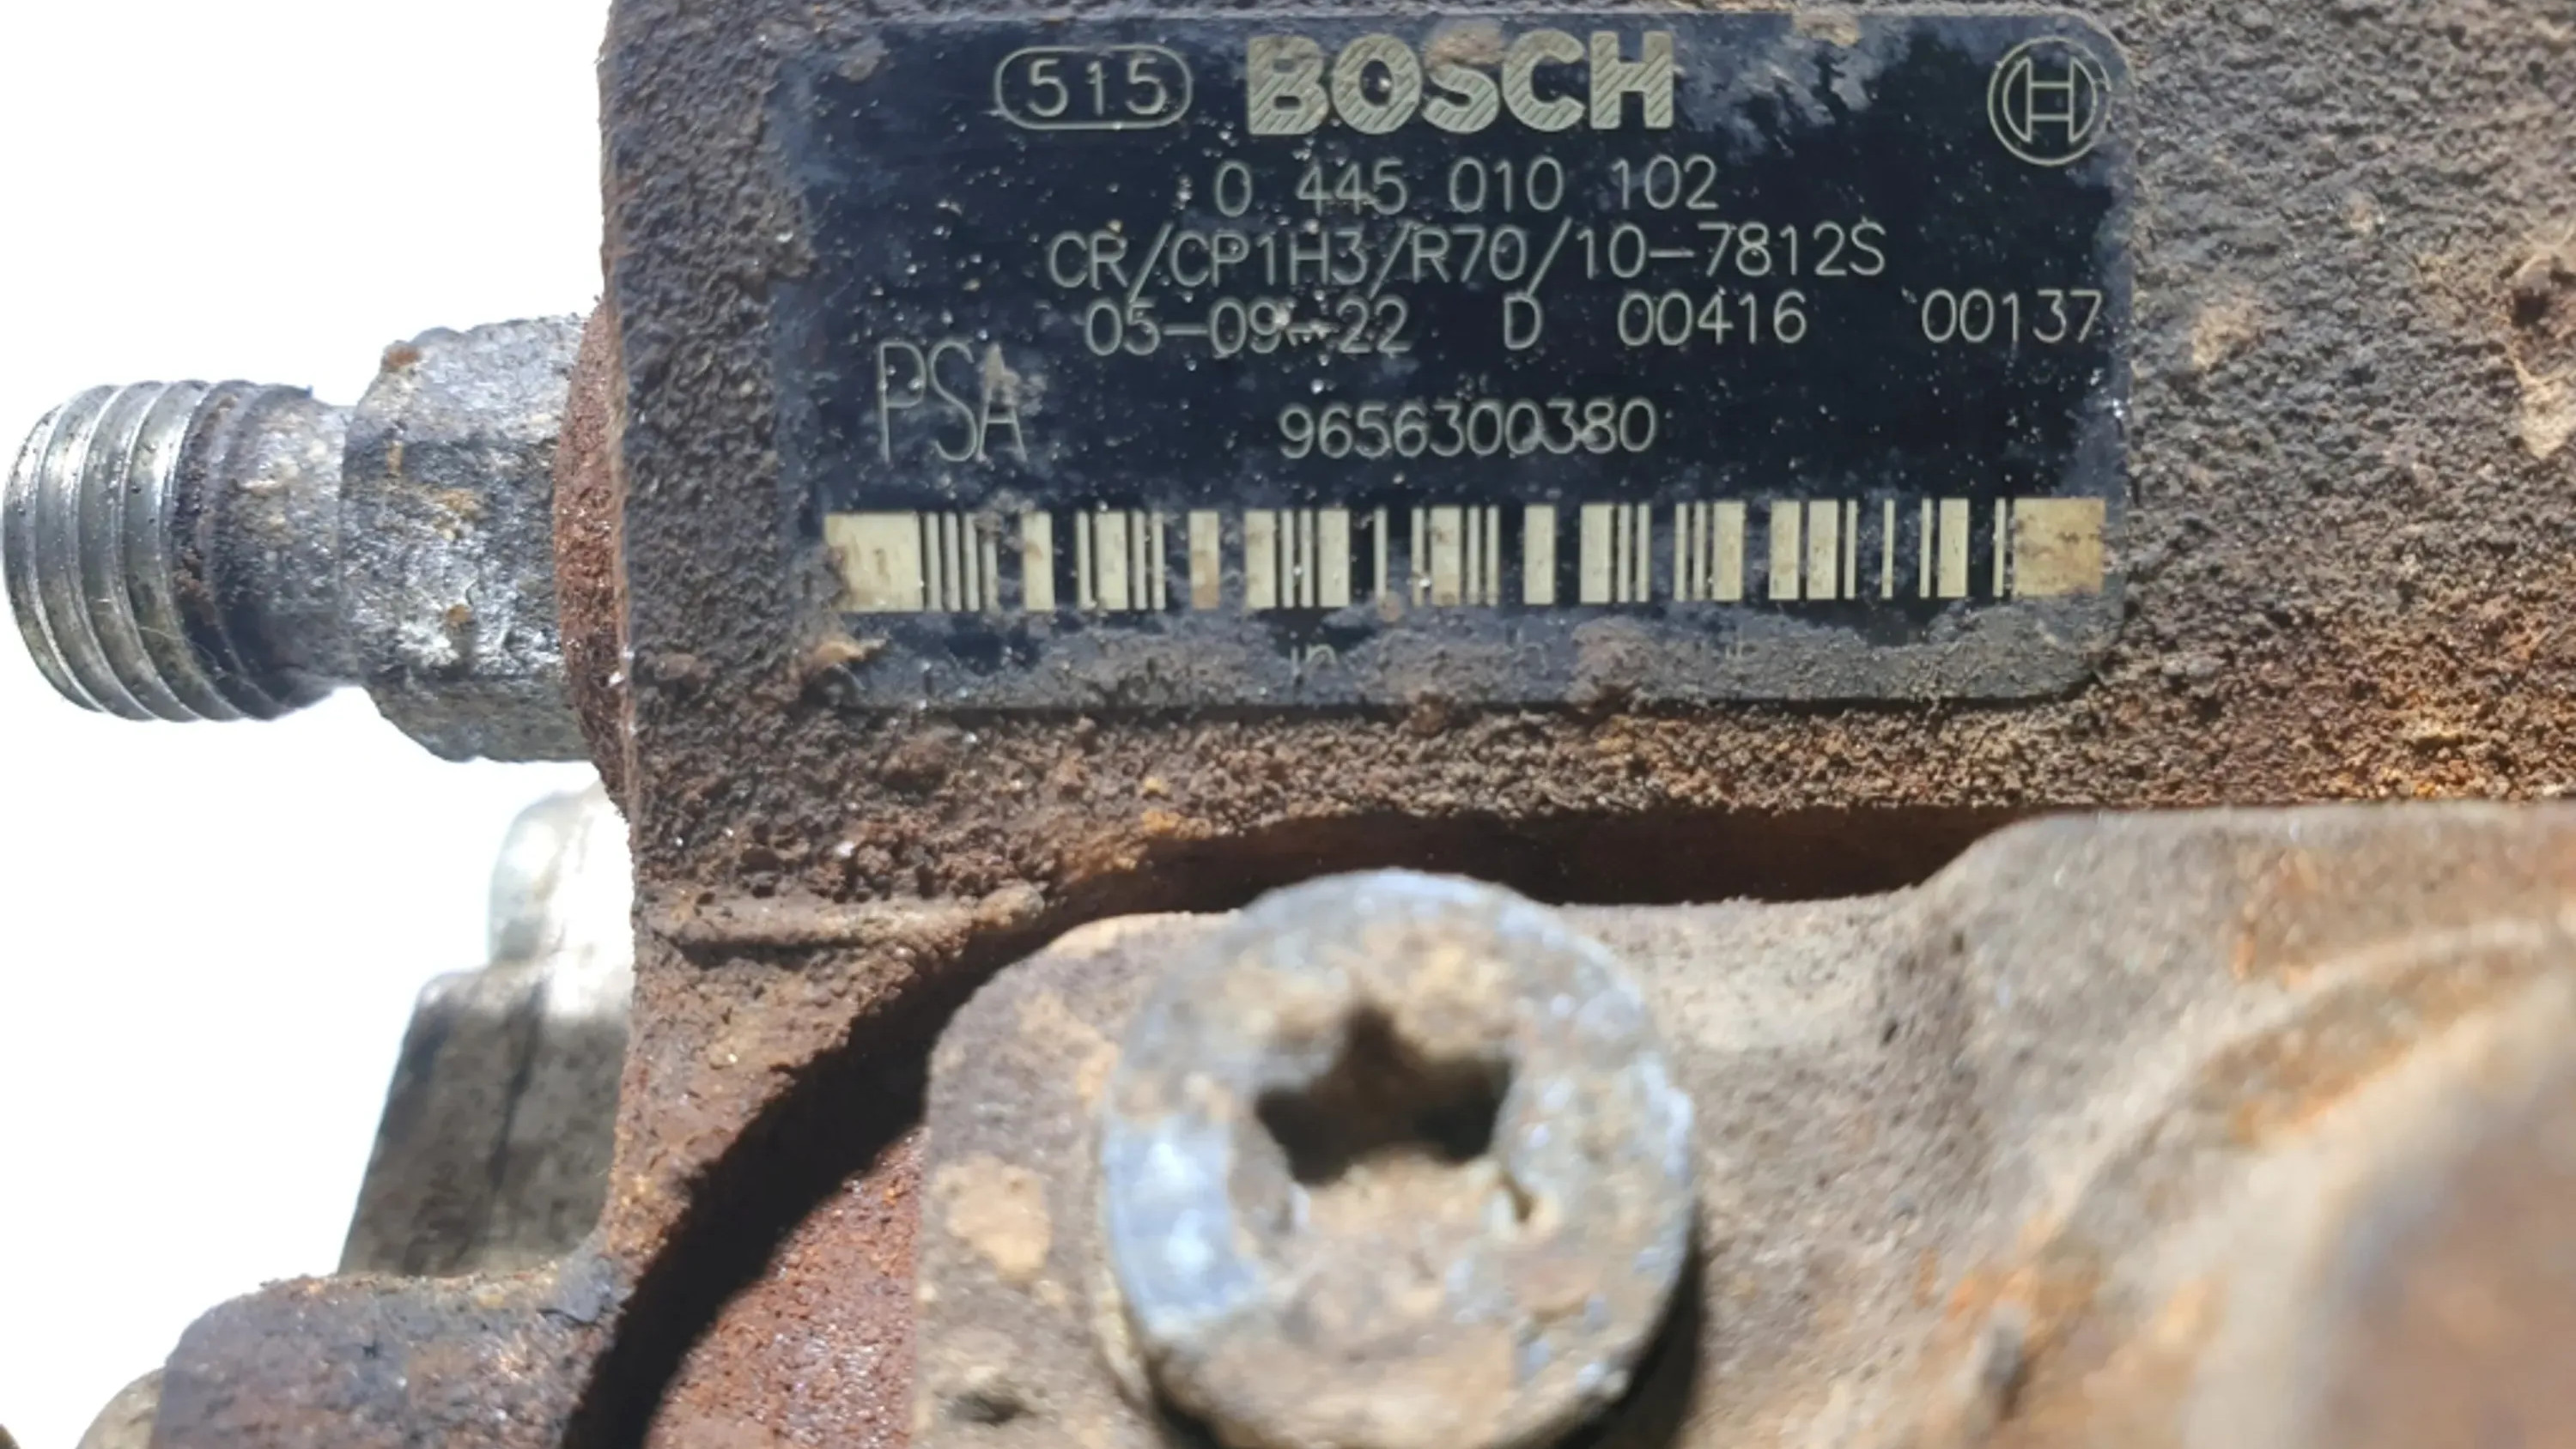 515 BOSCH
0 445 010 102
CR/CP1H3/R70/10-7812S
05-09-22 D 00416 00137
PSA
9656300380